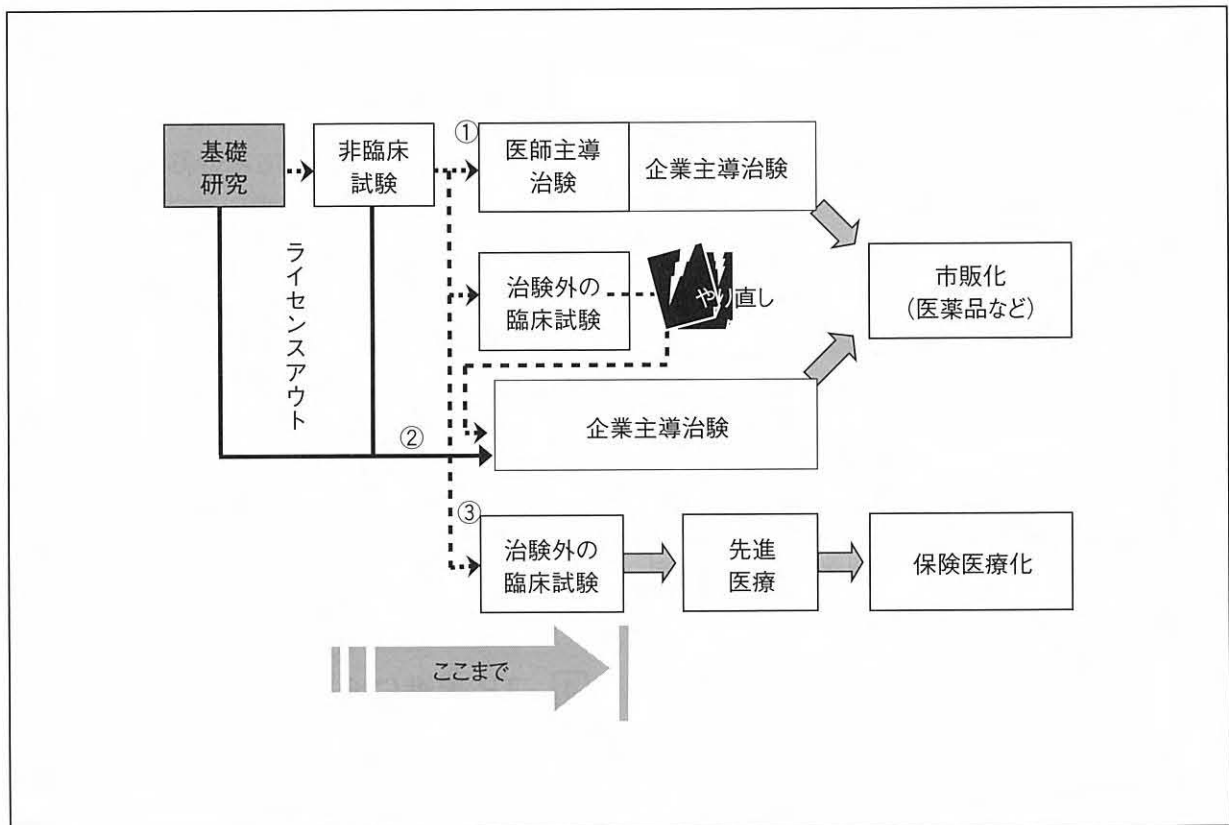 基礎
研究
非臨床
試験
①
医師主導
治験
企業主導治験
ライセンスアウト
治験外の
臨床試験
やり直し
市販化
(医薬品など)
②
企業主導治験
③
治験外の
臨床試験
先進
医療
保険医療化
ここまで